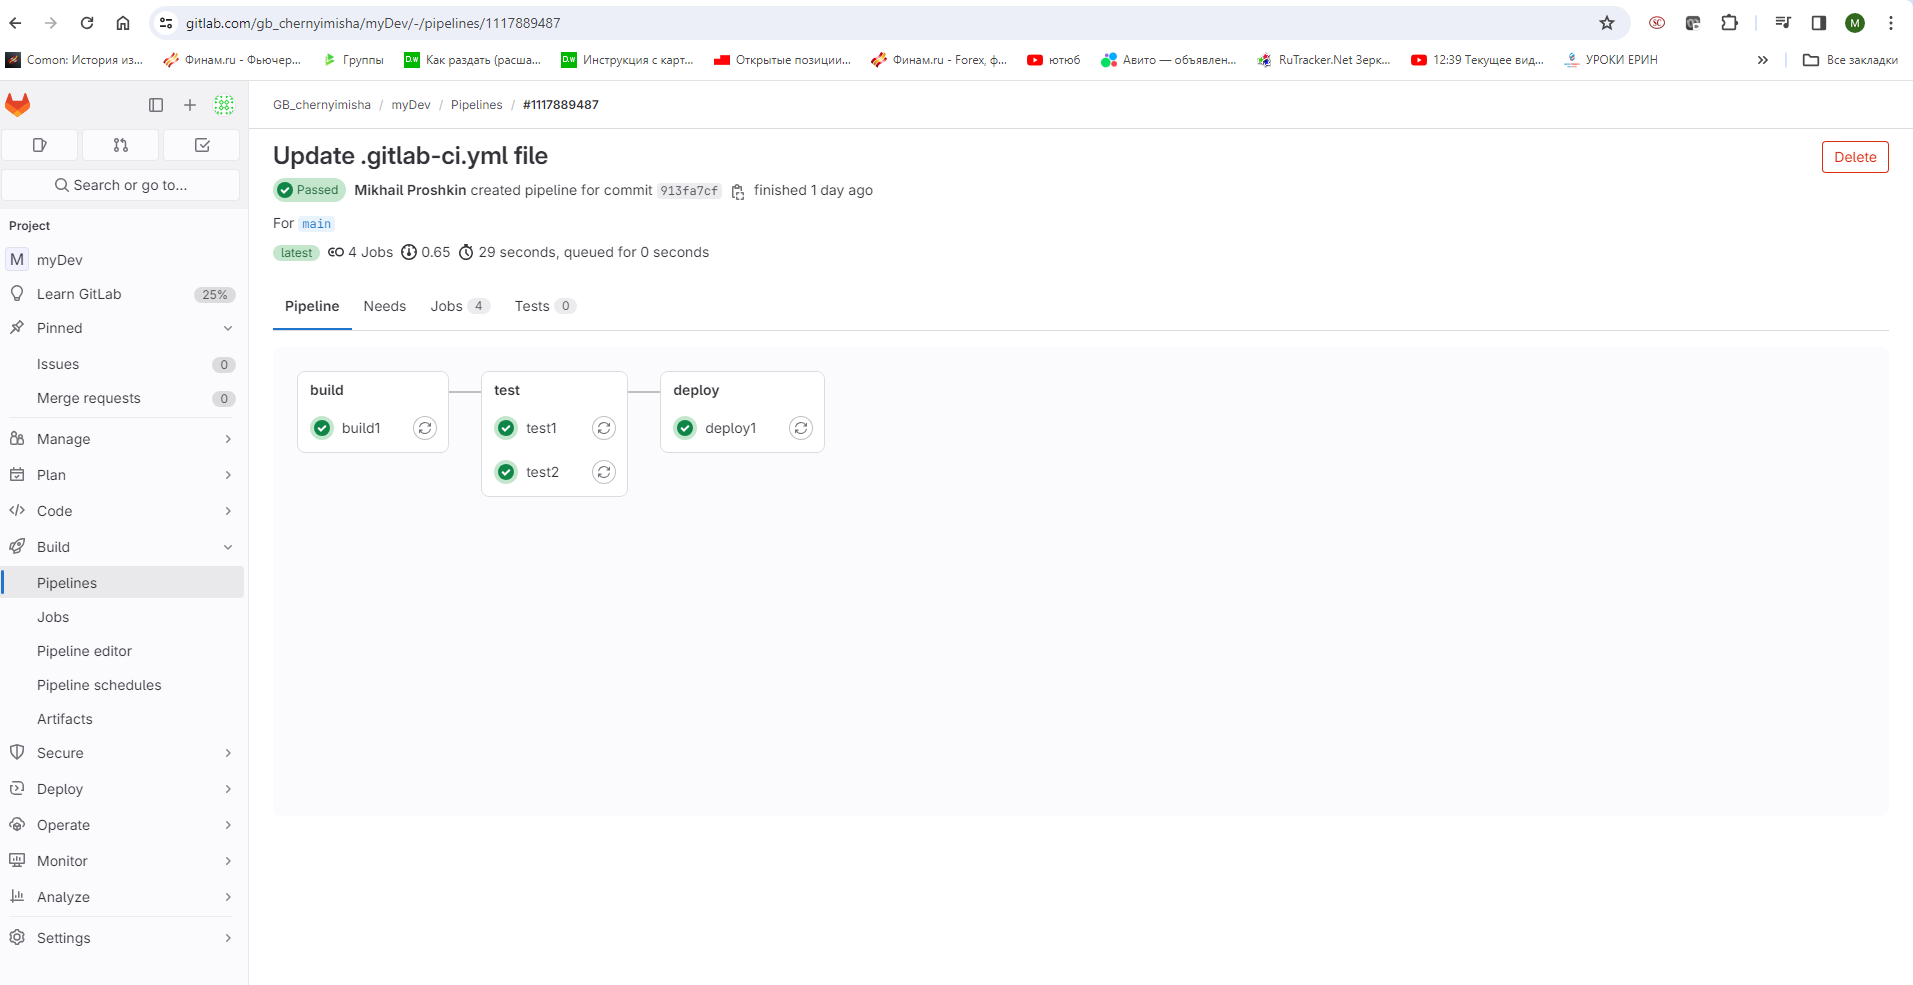 gitlab.com/gb_chernyimisha/myDev/-/pipelines/1117889487
SC
M
Comon: История из...
Финам.ru - Фьючер...
Группы
D.W Как раздать (расша...
D.W Инструкция с карт...
Открытые позиции...
Финам.ru - Forex, ф...
ютюб
Авито — объявлен...
RuTracker.Net Зерк...
12:39 Текущее вид...
УРОКИ ЕРИН
»
Все закладки
GB_chernyimisha / myDev / Pipelines / #1117889487
Search or go to...
Project
M myDev
Learn GitLab 25%
Pinned
Issues 0
Merge requests 0
Manage
Plan
Code
Build
Pipelines
Jobs
Pipeline editor
Pipeline schedules
Artifacts
Secure
Deploy
Operate
Monitor
Analyze
Settings
Update .gitlab-ci.yml file
Delete
Passed Mikhail Proshkin created pipeline for commit 913fa7cf finished 1 day ago
For main
latest 4 Jobs 0.65 29 seconds, queued for 0 seconds
Pipeline Needs Jobs 4 Tests 0
build
build1
test
test1
test2
deploy
deploy1